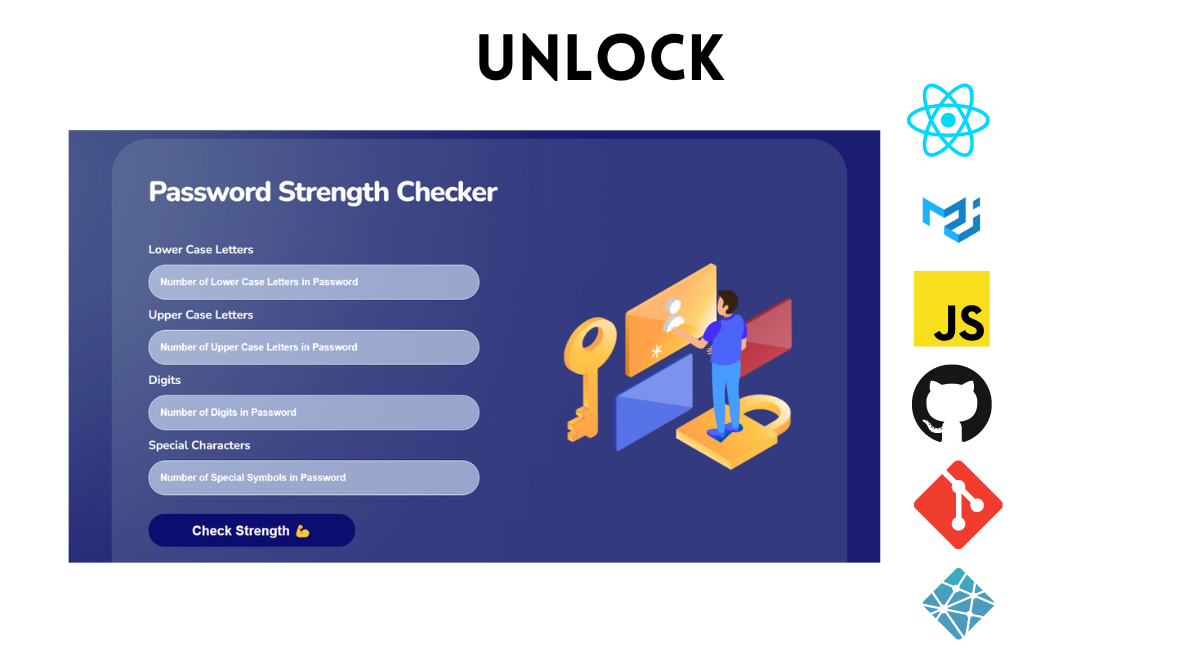 UNLOCK
Password Strength Checker
Lower Case Letters
Number of Lower Case Letters in Password
Upper Case Letters
Number of Upper Case Letters in Password
Digits
Number of Digits in Password
Special Characters
Number of Special Symbols in Password
Check Strength 💪
JS